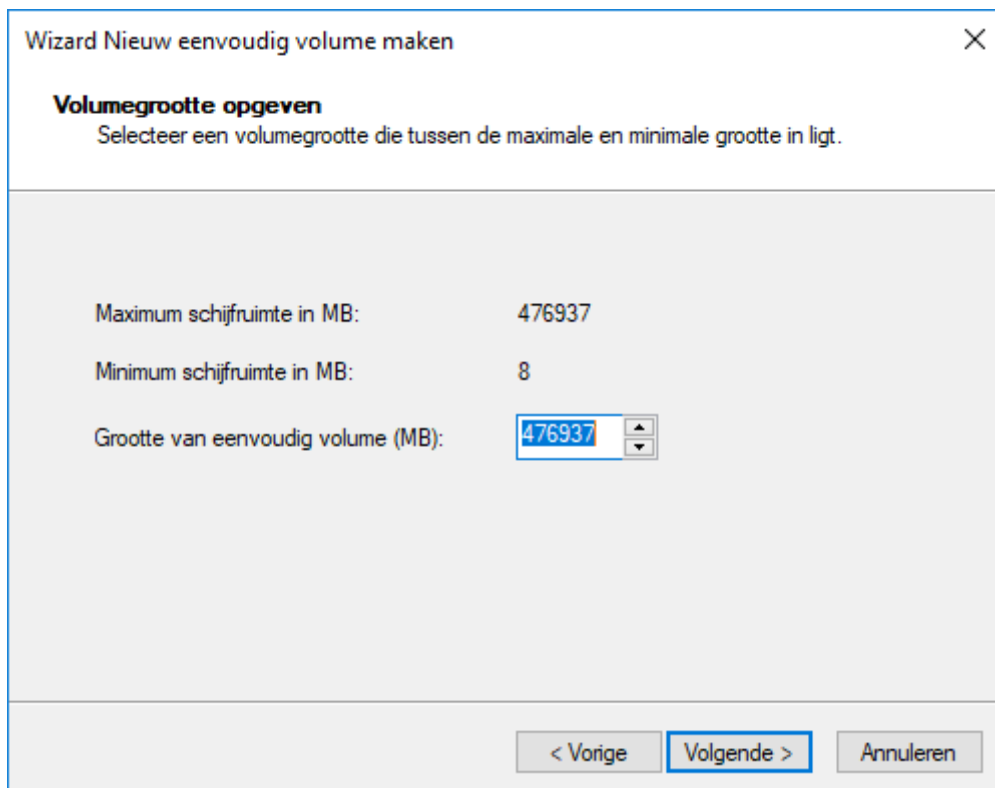 Wizard Nieuw eenvoudig volume maken
Volumegrootte opgeven
Selecteer een volumegrootte die tussen de maximale en minimale grootte in ligt.
Maximum schijfruimte in MB: 476937
Minimum schijfruimte in MB: 8
Grootte van eenvoudig volume (MB): 476937
< Vorige Volgende > Annuleren